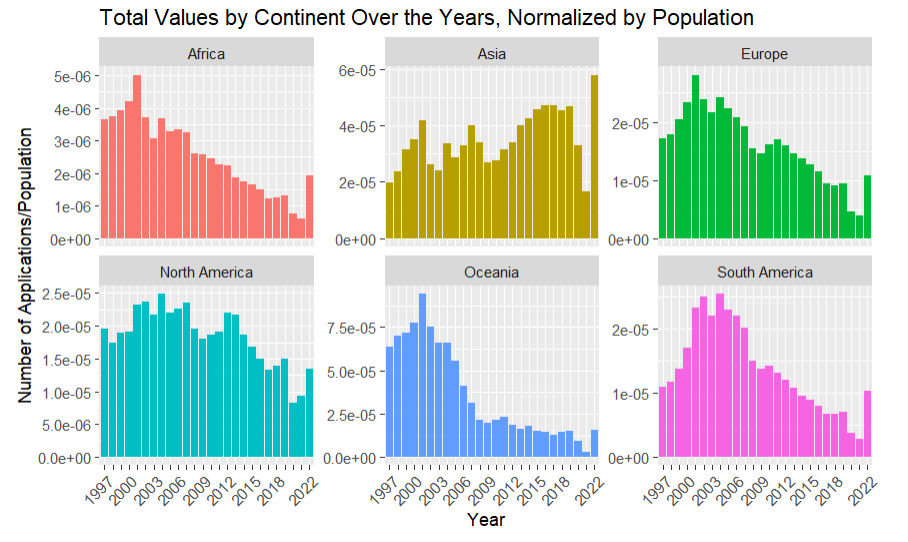 Total Values by Continent Over the Years, Normalized by Population
Number of Applications/Population
Africa
5e-06
4e-06
3e-06
2e-06
1e-06
0e+00
Asia
6e-05
4e-05
2e-05
0e+00
Europe
2e-05
1e-05
0e+00
North America
2.5e-05
2.0e-05
1.5e-05
1.0e-05
5.0e-06
0.0e+00
1997 2000 2003 2006 2009 2012 2015 2018 2022
Oceania
7.5e-05
5.0e-05
2.5e-05
0.0e+00
1997 2000 2003 2006 2009 2012 2015 2018 2022
South America
2e-05
1e-05
0e+00
1997 2000 2003 2006 2009 2012 2015 2018 2022
Year